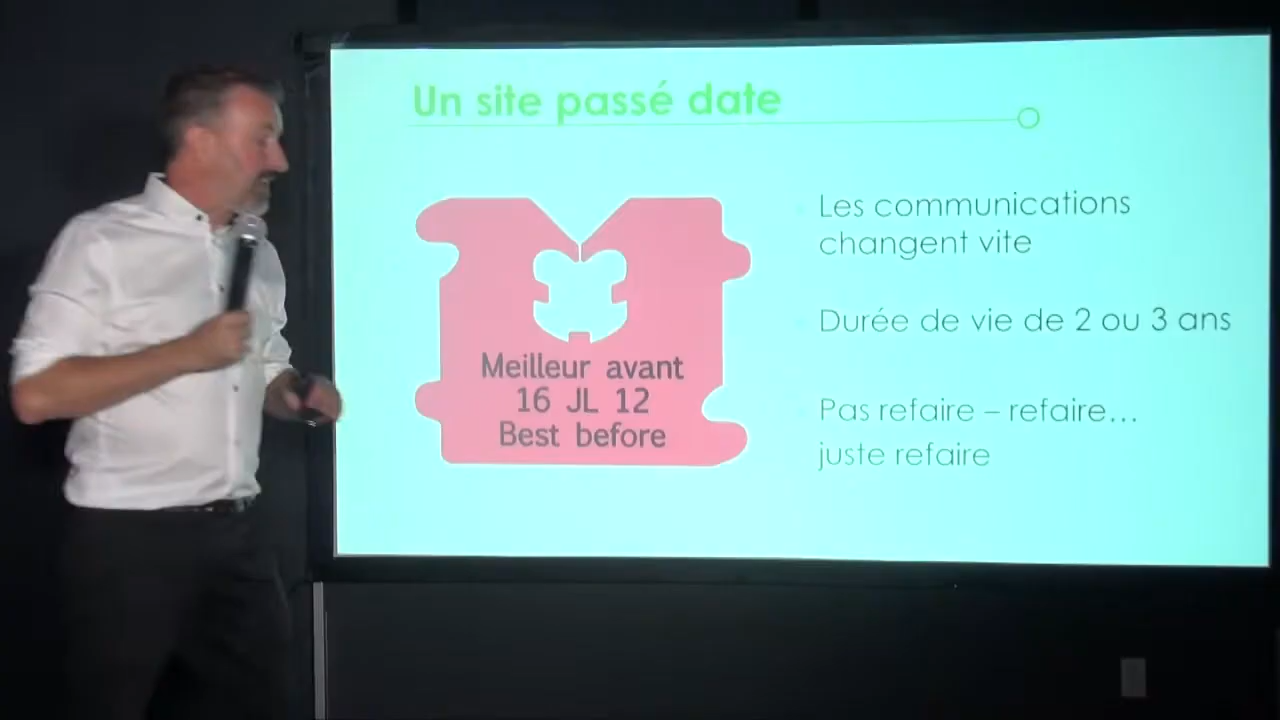 Un site passé date
Meilleur avant
16 JL 12
Best before
Les communications
changent vite
Durée de vie de 2 ou 3 ans
Pas refaire – refaire...
juste refaire